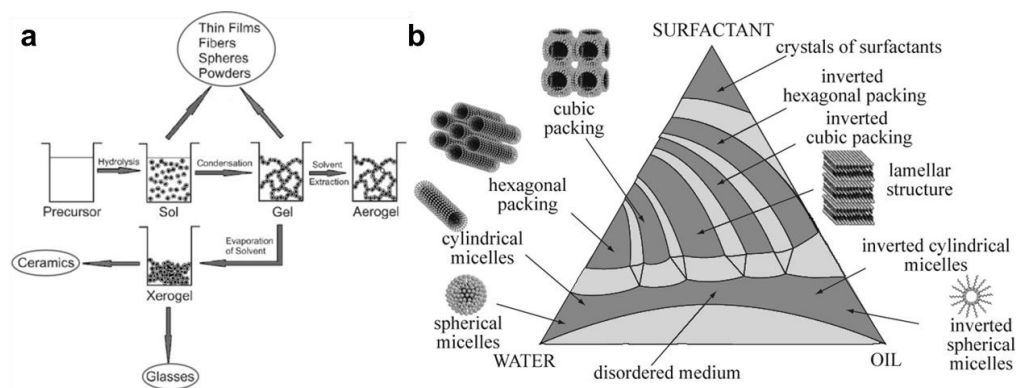 a
Thin Films
Fibers
Spheres
Powders
Hydrolysis
Condensation
Solvent
Extraction
Precursor
Sol
Gel
Aerogel
Evaporation
of Solvent
Ceramics
Xerogel
Glasses
b
SURFACTANT
crystals of surfactants
inverted
hexagonal packing
inverted
cubic packing
cubic
packing
lamellar
structure
hexagonal
packing
cylindrical
micelles
inverted cylindrical
micelles
spherical
micelles
inverted
spherical
micelles
WATER
OIL
disordered medium